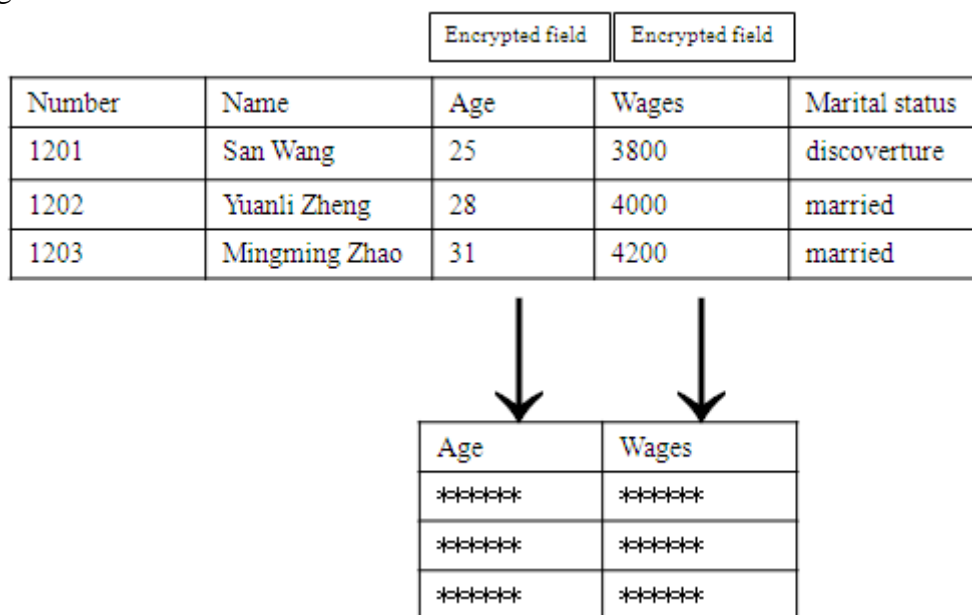 Encrypted field Encrypted field
Number Name Age Wages Marital status
1201 San Wang 25 3800 discoverture
1202 Yuanli Zheng 28 4000 married
1203 Mingming Zhao 31 4200 married
Age Wages
****** ******
****** ******
****** ******